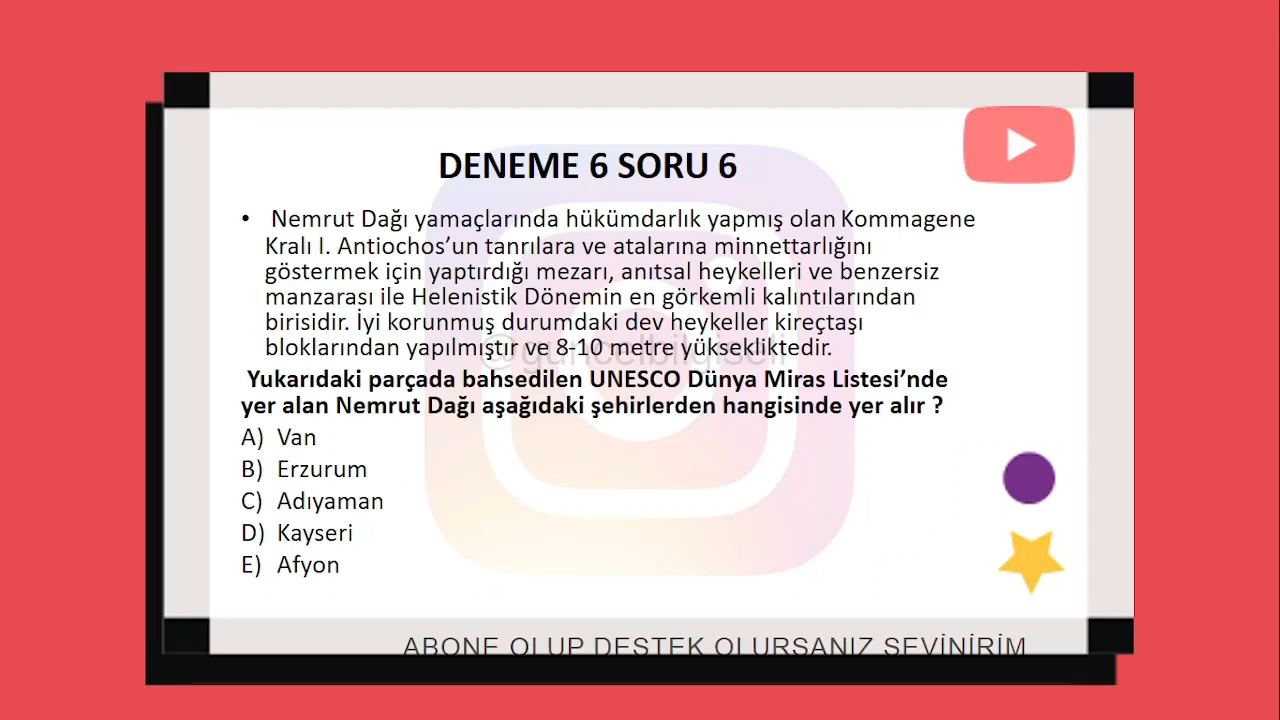 DENEME 6 SORU 6
• Nemrut Dağı yamaçlarında hükümdarlık yapmış olan Kommagene
Kralı I. Antiochos’un tanrılara ve atalarına minnettarlığını
göstermek için yaptırdığı mezarı, anıtsal heykelleri ve benzersiz
manzarası ile Helenistik Dönemin en görkemli kalıntılarından
birisidir. İyi korunmuş durumdaki dev heykeller kireçtaşı
bloklarından yapılmıştır ve 8-10 metre yüksekliktedir.
@guncelbilgiseli
Yukarıdaki parçada bahsedilen UNESCO Dünya Miras Listesi’nde
yer alan Nemrut Dağı aşağıdaki şehirlerden hangisinde yer alır ?
A) Van
B) Erzurum
C) Adıyaman
D) Kayseri
E) Afyon
ABONE OLUP DESTEK OLURSANIZ SEVİNİRİM